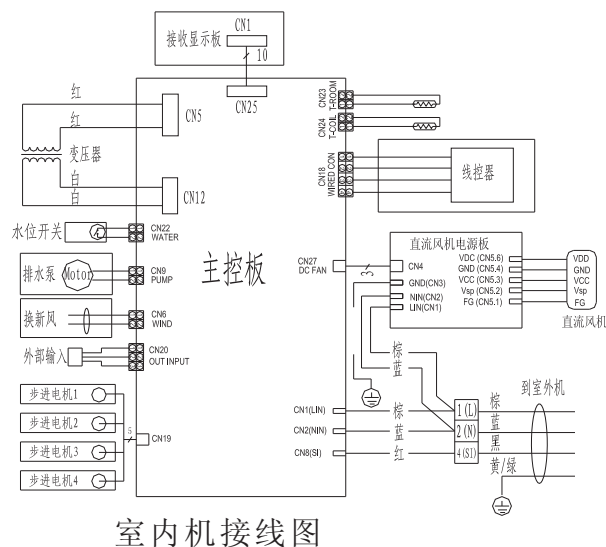 CN1
接收显示板
10
CN25
红
红
CN5
变压器
白
白
CN12
水位开关
CN22
WATER
排水泵
Motor
CN9
PUMP
换新风
CN6
WIND
外部输入
CN20
OUT INPUT
步进电机1
步进电机2
步进电机3
步进电机4
5
CN19
主控板
CN23
T-ROOM
CN24
T-COIL
CN18
WIRED CON
线控器
CN27
DC FAN
3
直流风机电源板
CN4
GND(CN3)
NIN(CN2)
LIN(CN1)
VDC (CN5.6)
GND (CN5.4)
VCC (CN5.3)
Vsp (CN5.2)
FG (CN5.1)
VDD
GND
VCC
Vsp
FG
直流风机
棕
蓝
CN1(LIN)
棕
1(L)
CN2(NIN)
蓝
2(N)
CN8(SI)
红
4(SI)
到室外机
棕
蓝
黑
黄/绿
室内机接线图